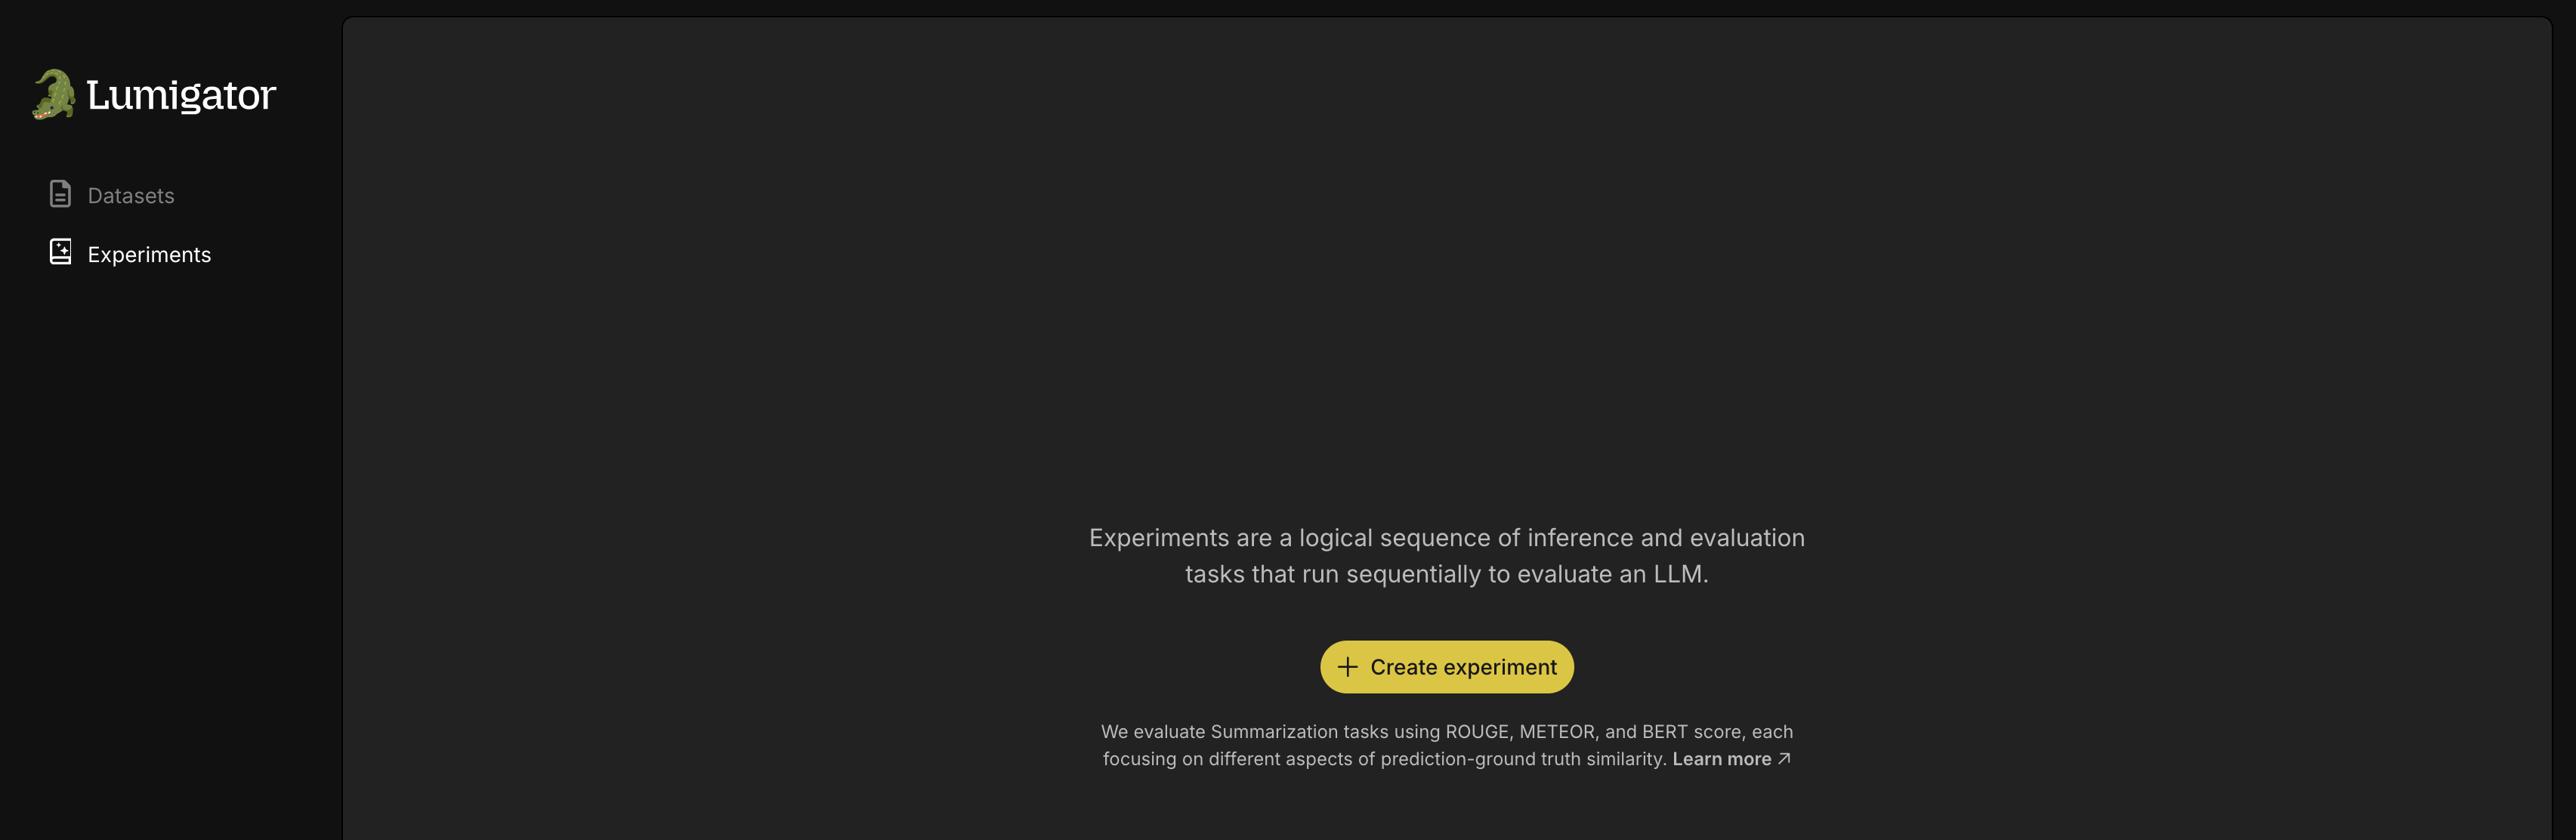 Lumigator
Datasets
Experiments
Experiments are a logical sequence of inference and evaluation
tasks that run sequentially to evaluate an LLM.
Create experiment
We evaluate Summarization tasks using ROUGE, METEOR, and BERT score, each
focusing on different aspects of prediction-ground truth similarity. Learn more